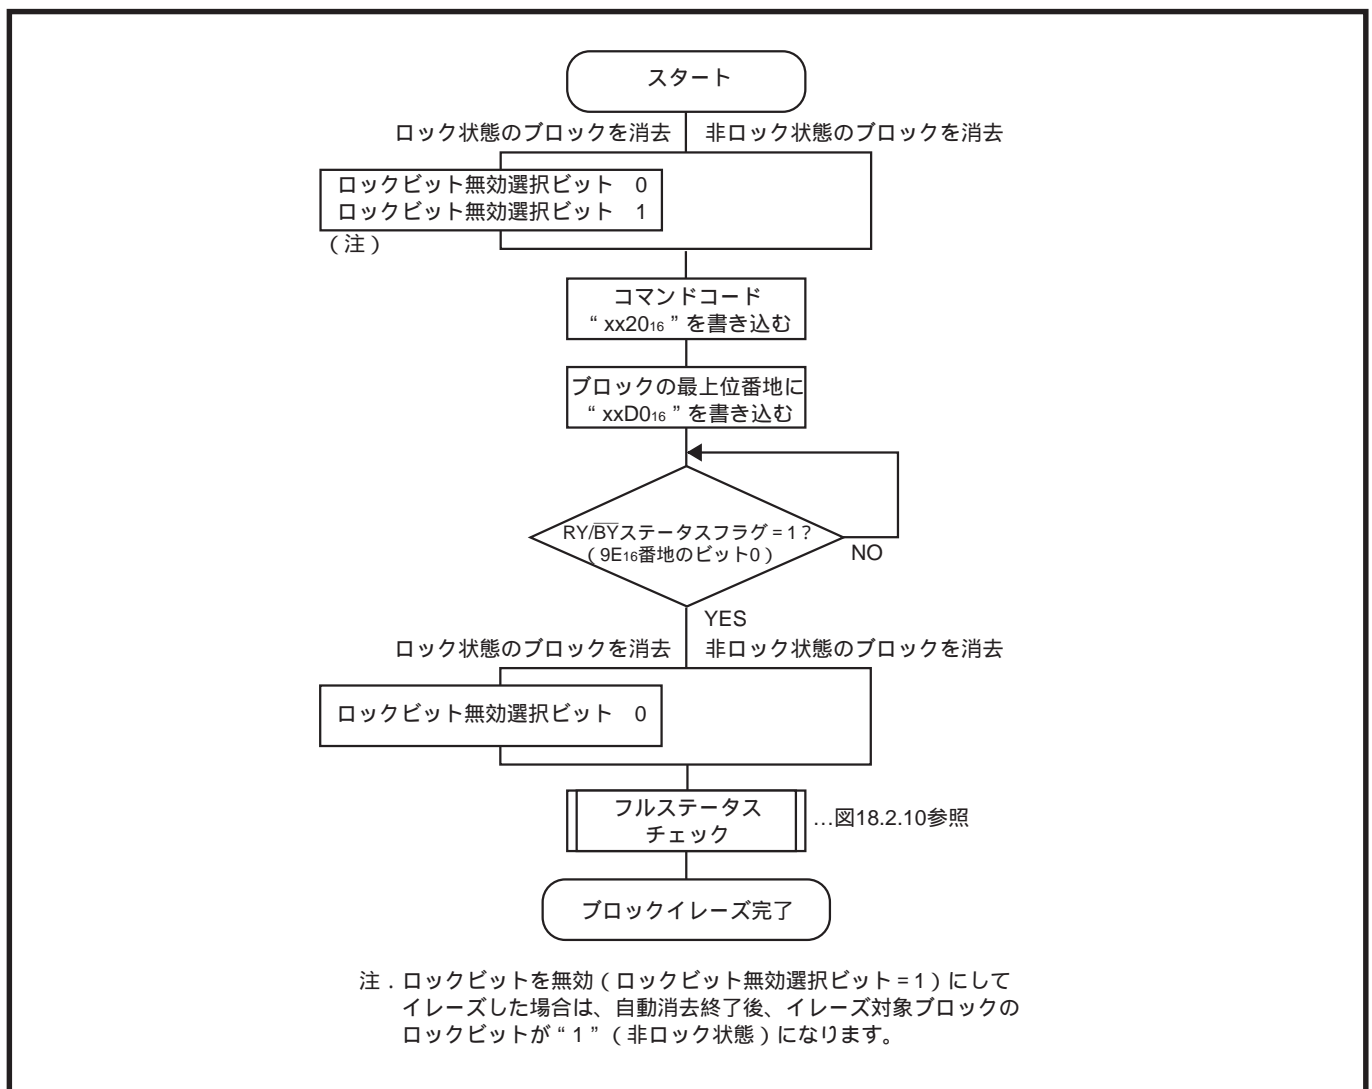 スタート
ロック状態のブロックを消去 非ロック状態のブロックを消去
ロックビット無効選択ビット 0
ロックビット無効選択ビット 1
(注)
コマンドコード
“xx20₁₆”を書き込む
ブロックの最上位番地に
“xxD0₁₆”を書き込む
RY/B̅Y̅ステータスフラグ=1?
(9E₁₆番地のビット0)
NO
YES
ロック状態のブロックを消去 非ロック状態のブロックを消去
ロックビット無効選択ビット 0
フルステータス
チェック
…図18.2.10参照
ブロックイレーズ完了
注.ロックビットを無効(ロックビット無効選択ビット=1)にして
イレーズした場合は、自動消去終了後、イレーズ対象ブロックの
ロックビットが“1”(非ロック状態)になります。